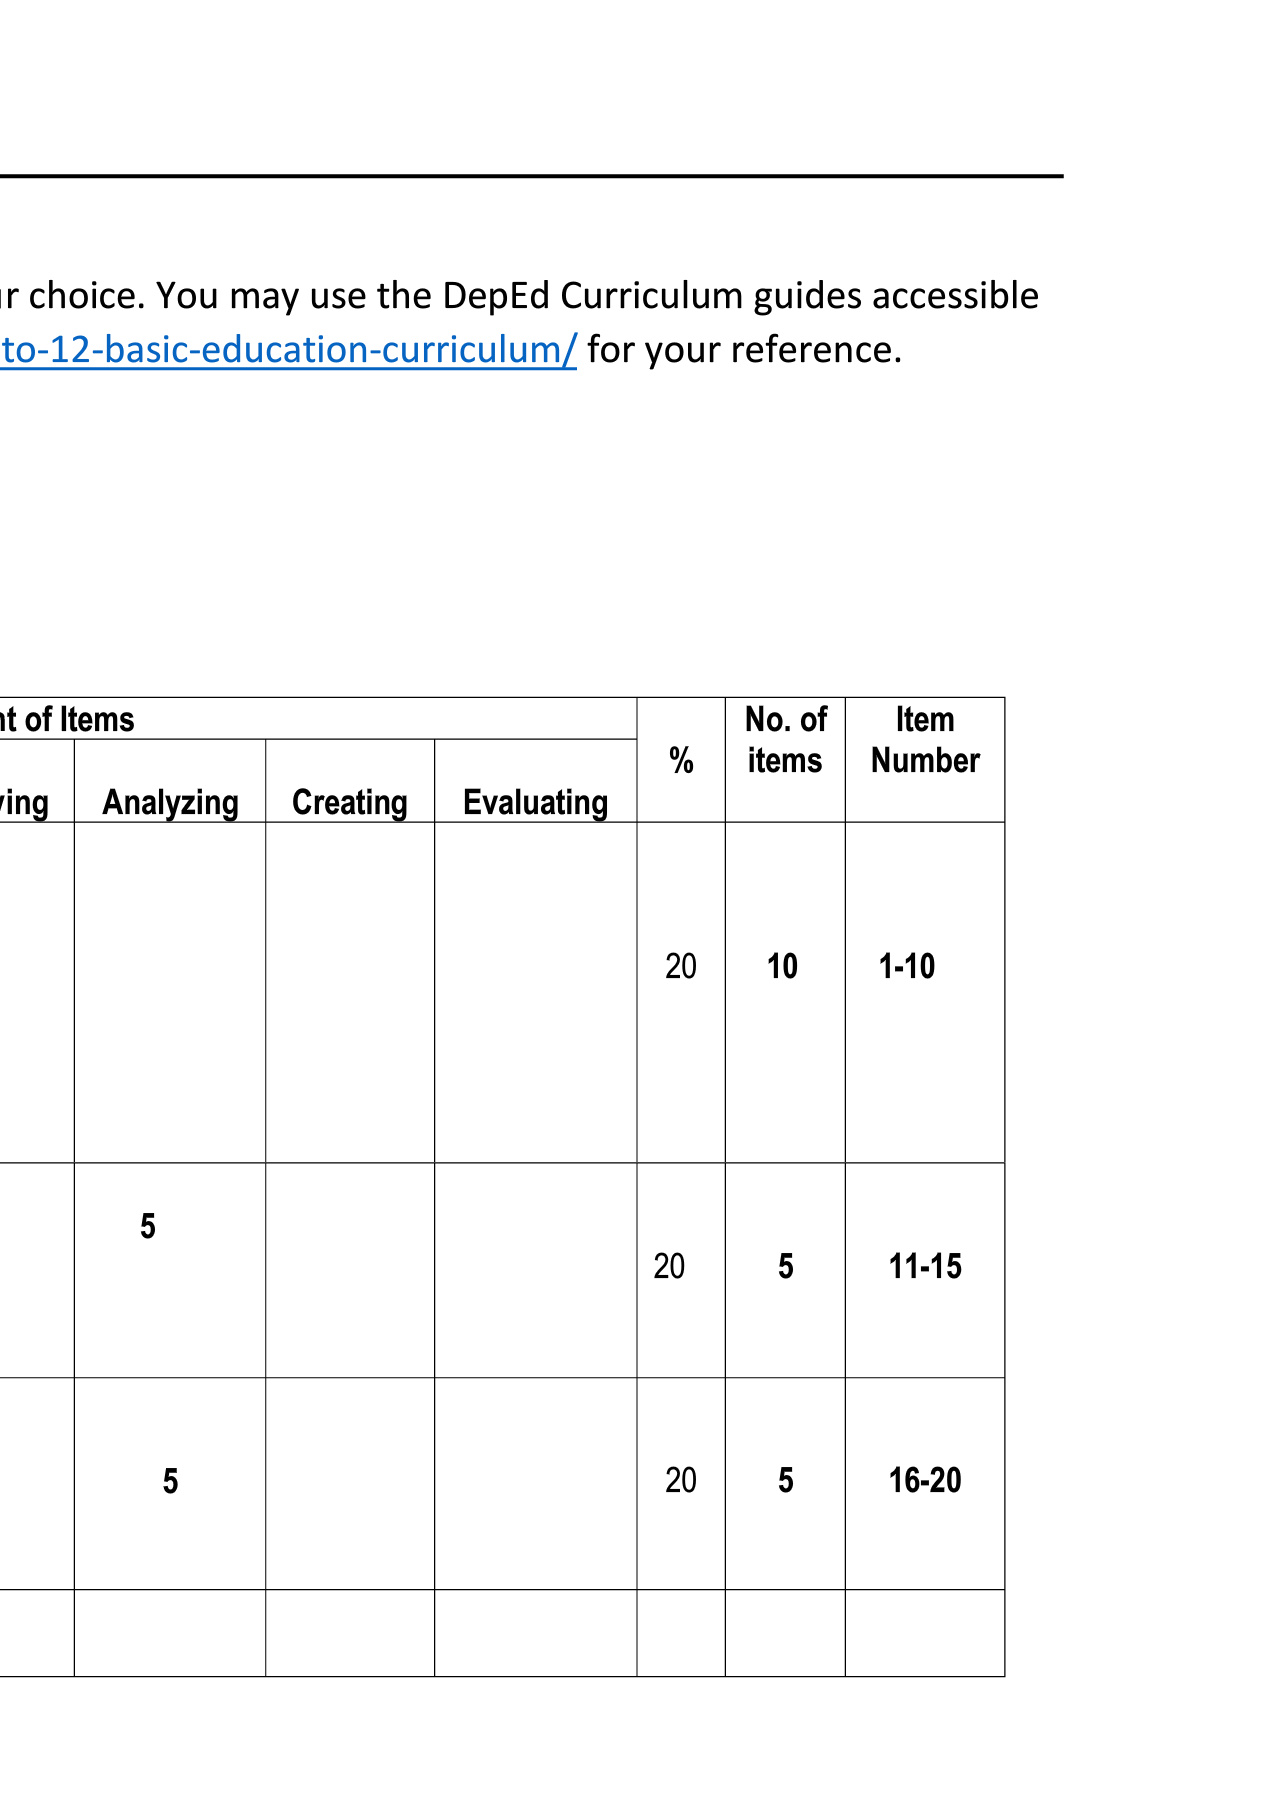 choice. You may use the DepEd Curriculum guides accessible
to-12-basic-education-curriculum/ for your reference.
of Items
%
No. of items
Item Number
Analyzing
Creating
Evaluating
20
10
1-10
5
20
5
11-15
5
20
5
16-20